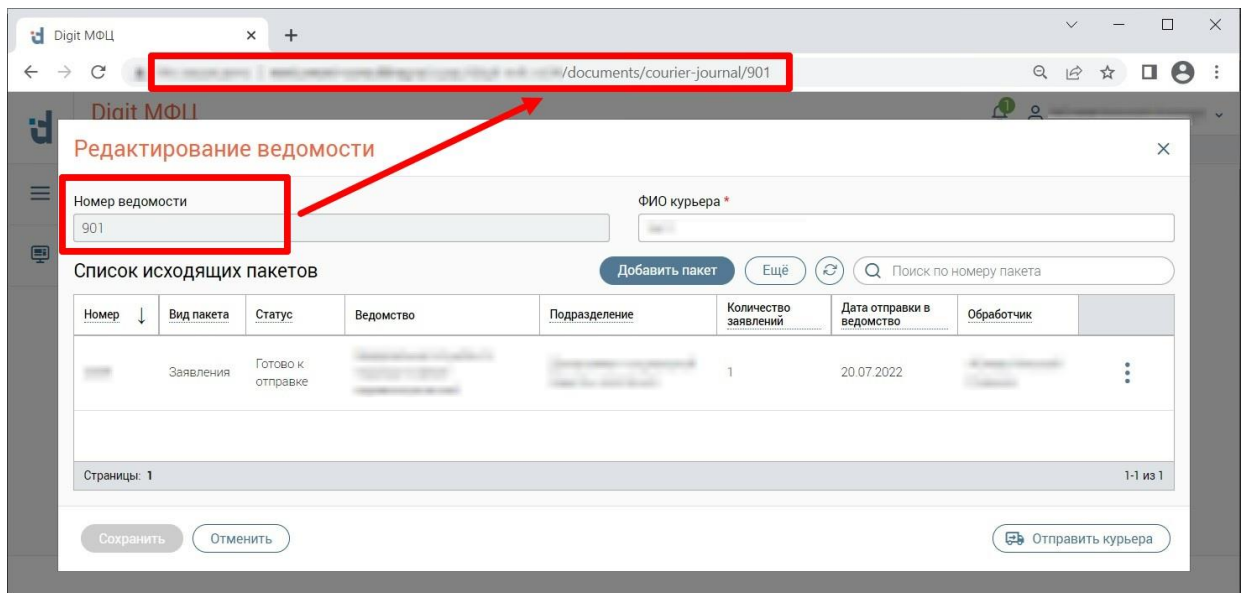 Digit МФЦ
/documents/courier-journal/901
Digit МФЦ
1
Редактирование ведомости
Номер ведомости
ФИО курьера *
901
Список исходящих пакетов
Добавить пакет
Ещё
Поиск по номеру пакета
Номер ↓ Вид пакета Статус Ведомство Подразделение Количество заявлений Дата отправки в ведомство Обработчик
Заявления Готово к отправке 1 20.07.2022
Страницы: 1
1-1 из 1
Сохранить
Отменить
Отправить курьера